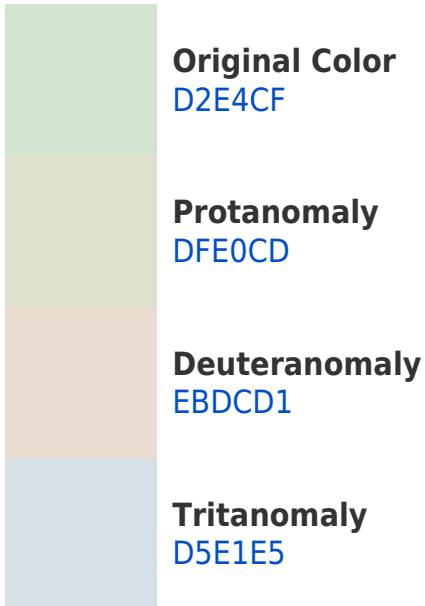 Original Color
D2E4CF
Protanomaly
DFE0CD
Deuteranomaly
EBDCD1
Tritanomaly
D5E1E5